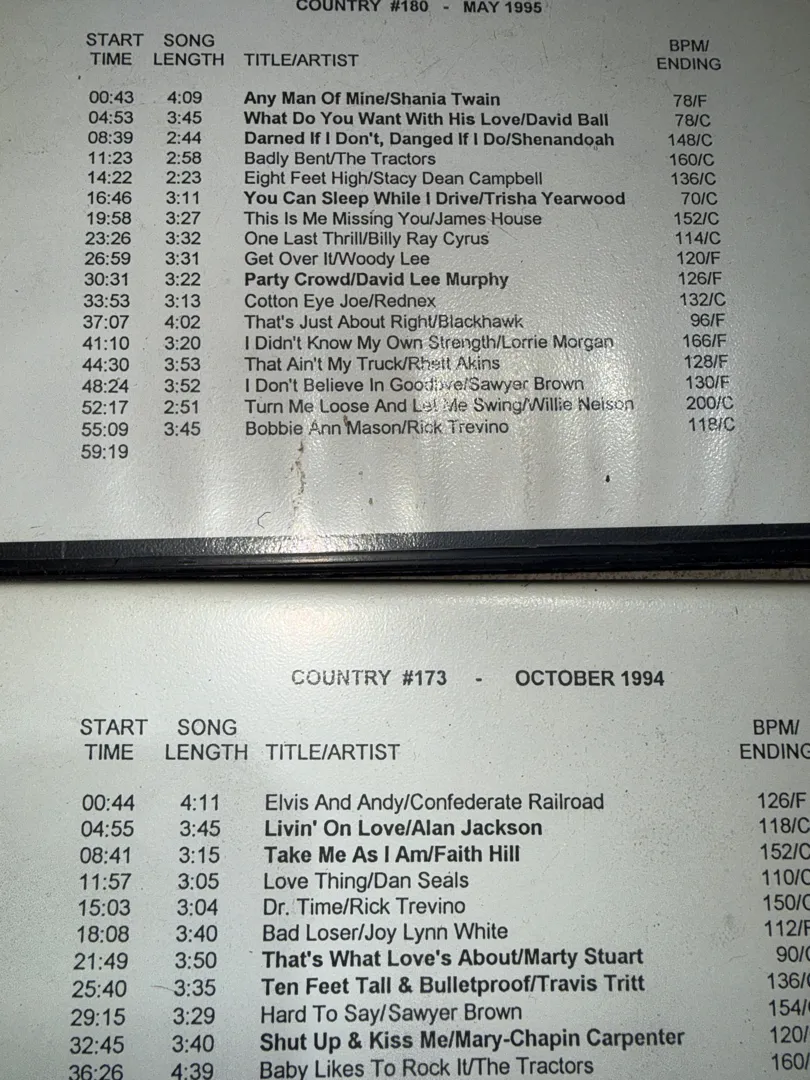 COUNTRY #180 - MAY 1995
START SONG BPM/
TIME LENGTH TITLE/ARTIST ENDING
00:43 4:09 Any Man Of Mine/Shania Twain 78/F
04:53 3:45 What Do You Want With His Love/David Ball 78/C
08:39 2:44 Darned If I Don't, Danged If I Do/Shenandoah 148/C
11:23 2:58 Badly Bent/The Tractors 160/C
14:22 2:23 Eight Feet High/Stacy Dean Campbell 136/C
16:46 3:11 You Can Sleep While I Drive/Trisha Yearwood 70/C
19:58 3:27 This Is Me Missing You/James House 152/C
23:26 3:32 One Last Thrill/Billy Ray Cyrus 114/C
26:59 3:31 Get Over It/Woody Lee 120/F
30:31 3:22 Party Crowd/David Lee Murphy 126/F
33:53 3:13 Cotton Eye Joe/Rednex 132/C
37:07 4:02 That's Just About Right/Blackhawk 96/F
41:10 3:20 I Didn't Know My Own Strength/Lorrie Morgan 166/F
44:30 3:53 That Ain't My Truck/Rhett Akins 128/F
48:24 3:52 I Don't Believe In Goodbye/Sawyer Brown 130/F
52:17 2:51 Turn Me Loose And Let Me Swing/Willie Nelson 200/C
55:09 3:45 Bobbie Ann Mason/Rick Trevino 118/C
59:19
COUNTRY #173 - OCTOBER 1994
START SONG BPM/
TIME LENGTH TITLE/ARTIST ENDING
00:44 4:11 Elvis And Andy/Confederate Railroad 126/F
04:55 3:45 Livin' On Love/Alan Jackson 118/C
08:41 3:15 Take Me As I Am/Faith Hill 152/C
11:57 3:05 Love Thing/Dan Seals 110/C
15:03 3:04 Dr. Time/Rick Trevino 150/C
18:08 3:40 Bad Loser/Joy Lynn White 112/F
21:49 3:50 That's What Love's About/Marty Stuart 90/C
25:40 3:35 Ten Feet Tall & Bulletproof/Travis Tritt 136/C
29:15 3:29 Hard To Say/Sawyer Brown 154/
32:45 3:40 Shut Up & Kiss Me/Mary-Chapin Carpenter 120/
36:26 4:39 Baby Likes To Rock It/The Tractors 160/